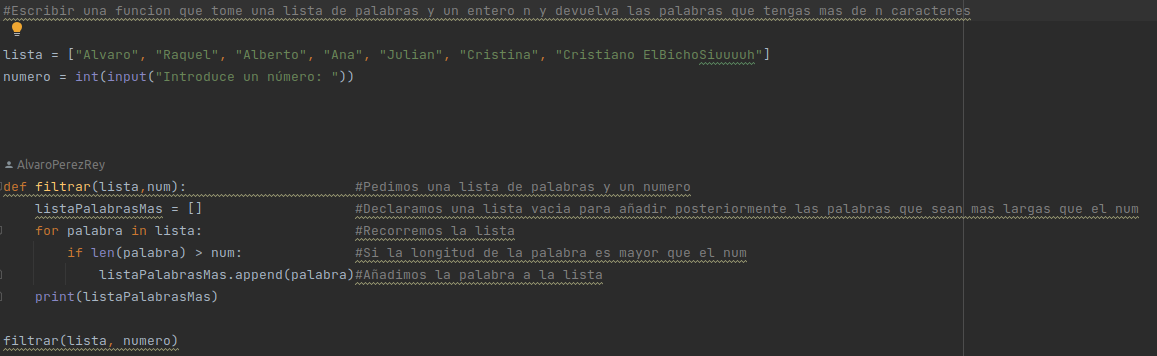 #Escribir una funcion que tome una lista de palabras y un entero n y devuelva las palabras que tengas mas de n caracteres
lista = ["Alvaro", "Raquel", "Alberto", "Ana", "Julian", "Cristina", "Cristiano ElBichoSiuuuuh"]
numero = int(input("Introduce un número: "))
AlvaroPerezRey
def filtrar(lista,num): #Pedimos una lista de palabras y un numero
listaPalabrasMas = [] #Declaramos una lista vacia para añadir posteriormente las palabras que sean mas largas que el num
for palabra in lista: #Recorremos la lista
if len(palabra) > num: #Si la longitud de la palabra es mayor que el num
listaPalabrasMas.append(palabra)#Añadimos la palabra a la lista
print(listaPalabrasMas)
filtrar(lista, numero)